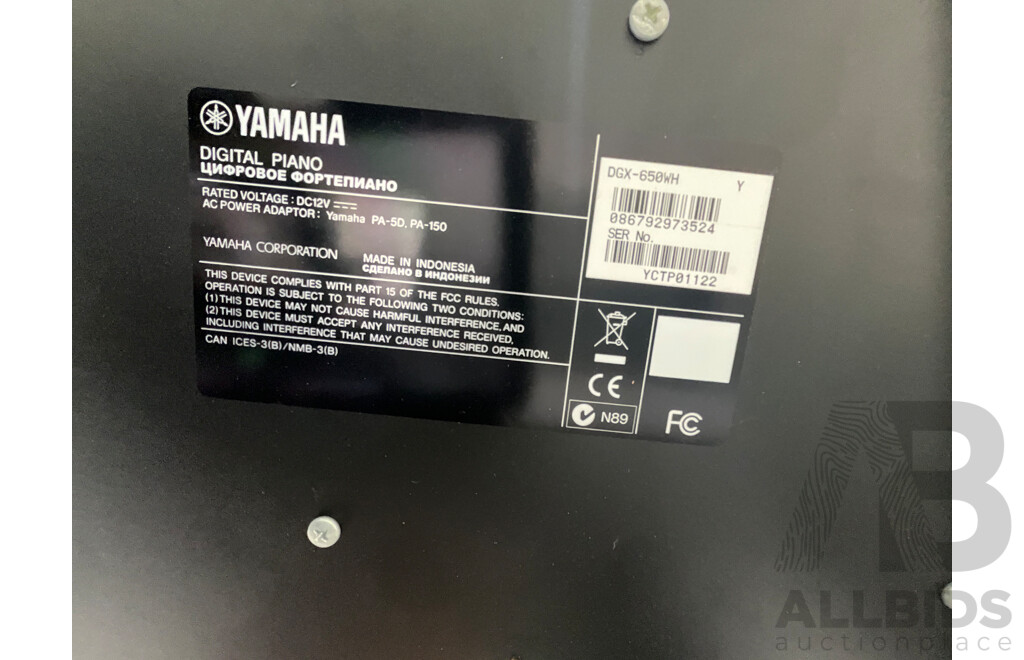 YAMAHA
DIGITAL PIANO
ЦИФРОВОЕ ФОРТЕПИАНО
RATED VOLTAGE : DC12V
AC POWER ADAPTOR : Yamaha PA-5D, PA-150
YAMAHA CORPORATION
MADE IN INDONESIA
СДЕЛАНО В ИНДОНЕЗИИ
THIS DEVICE COMPLIES WITH PART 15 OF THE FCC RULES.
OPERATION IS SUBJECT TO THE FOLLOWING TWO CONDITIONS:
(1) THIS DEVICE MAY NOT CAUSE HARMFUL INTERFERENCE, AND
(2) THIS DEVICE MUST ACCEPT ANY INTERFERENCE RECEIVED,
INCLUDING INTERFERENCE THAT MAY CAUSE UNDESIRED OPERATION.
CAN ICES-3(B)/NMB-3(B)
DGX-650WH Y
086792973524
SER No.
YCTP01122
CE
N89
FC
AB
ALLBIDS
auctionplace